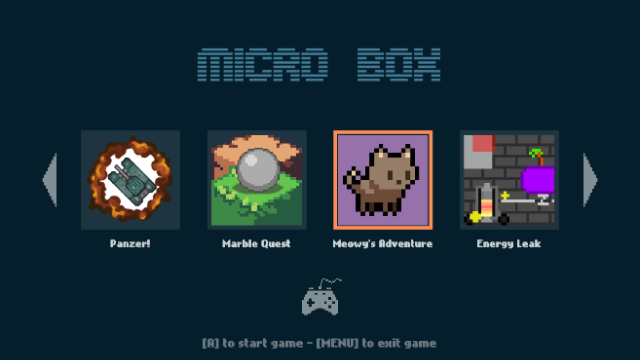 MICRO BOX
Panzer!
Marble Quest
Meowy's Adventure
Energy Leak
[A] to start game - [MENU] to exit game